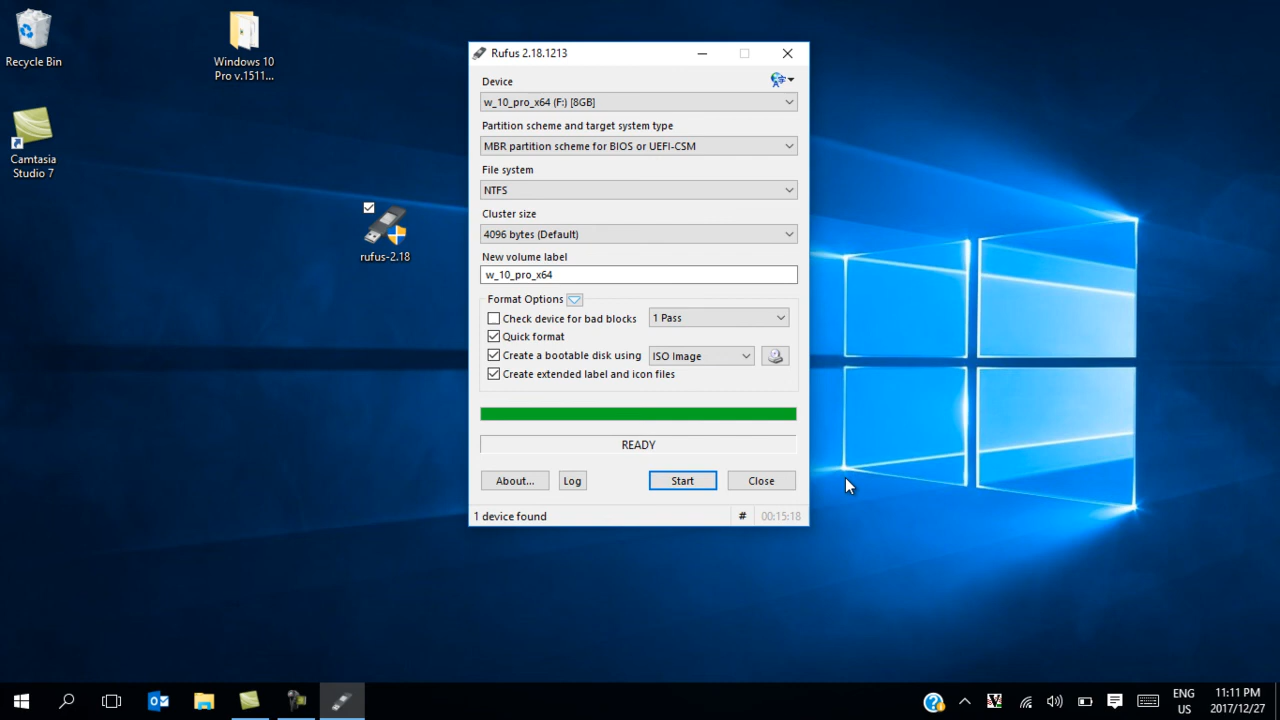 Recycle Bin
Windows 10
Pro v.1511...
Camtasia
Studio 7
rufus-2.18
Rufus 2.18.1213
Device
w_10_pro_x64 (F:) [8GB]
Partition scheme and target system type
MBR partition scheme for BIOS or UEFI-CSM
File system
NTFS
Cluster size
4096 bytes (Default)
New volume label
w_10_pro_x64
Format Options
Check device for bad blocks
1 Pass
Quick format
Create a bootable disk using
ISO Image
Create extended label and icon files
READY
About...
Log
Start
Close
1 device found
#
00:15:18
ENG
US
11:11 PM
2017/12/27